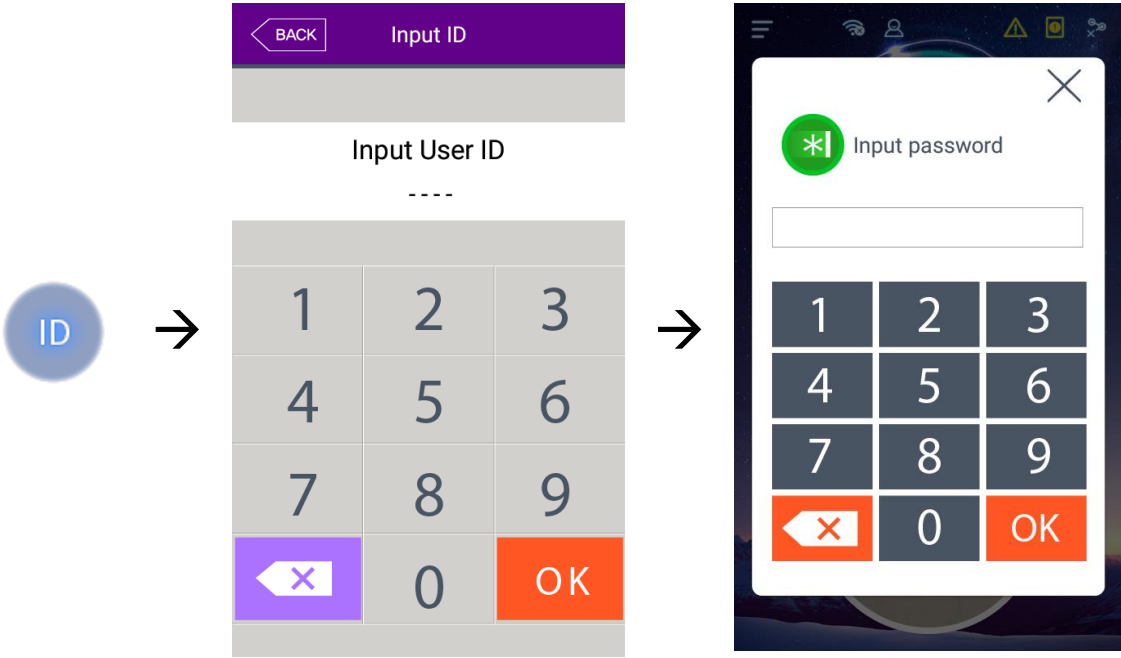 ID
BACK Input ID
Input User ID
----
1 2 3
4 5 6
7 8 9
0 OK
Input password
1 2 3
4 5 6
7 8 9
0 OK